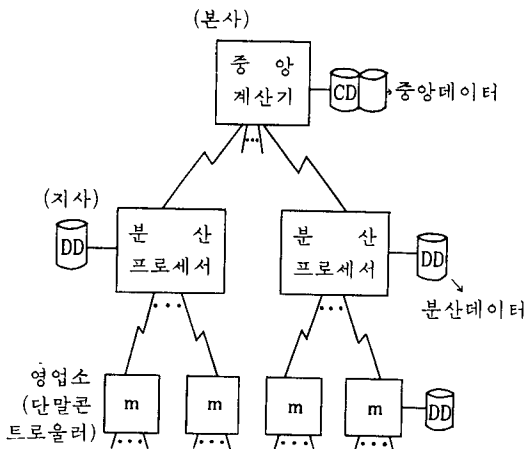 (본사)
중 앙
계산기
CD
중앙데이터
(지사)
DD
분 산
프로세서
분 산
프로세서
DD
분산데이터
영업소
(단말콘
트로울러)
m
m
m
m
DD